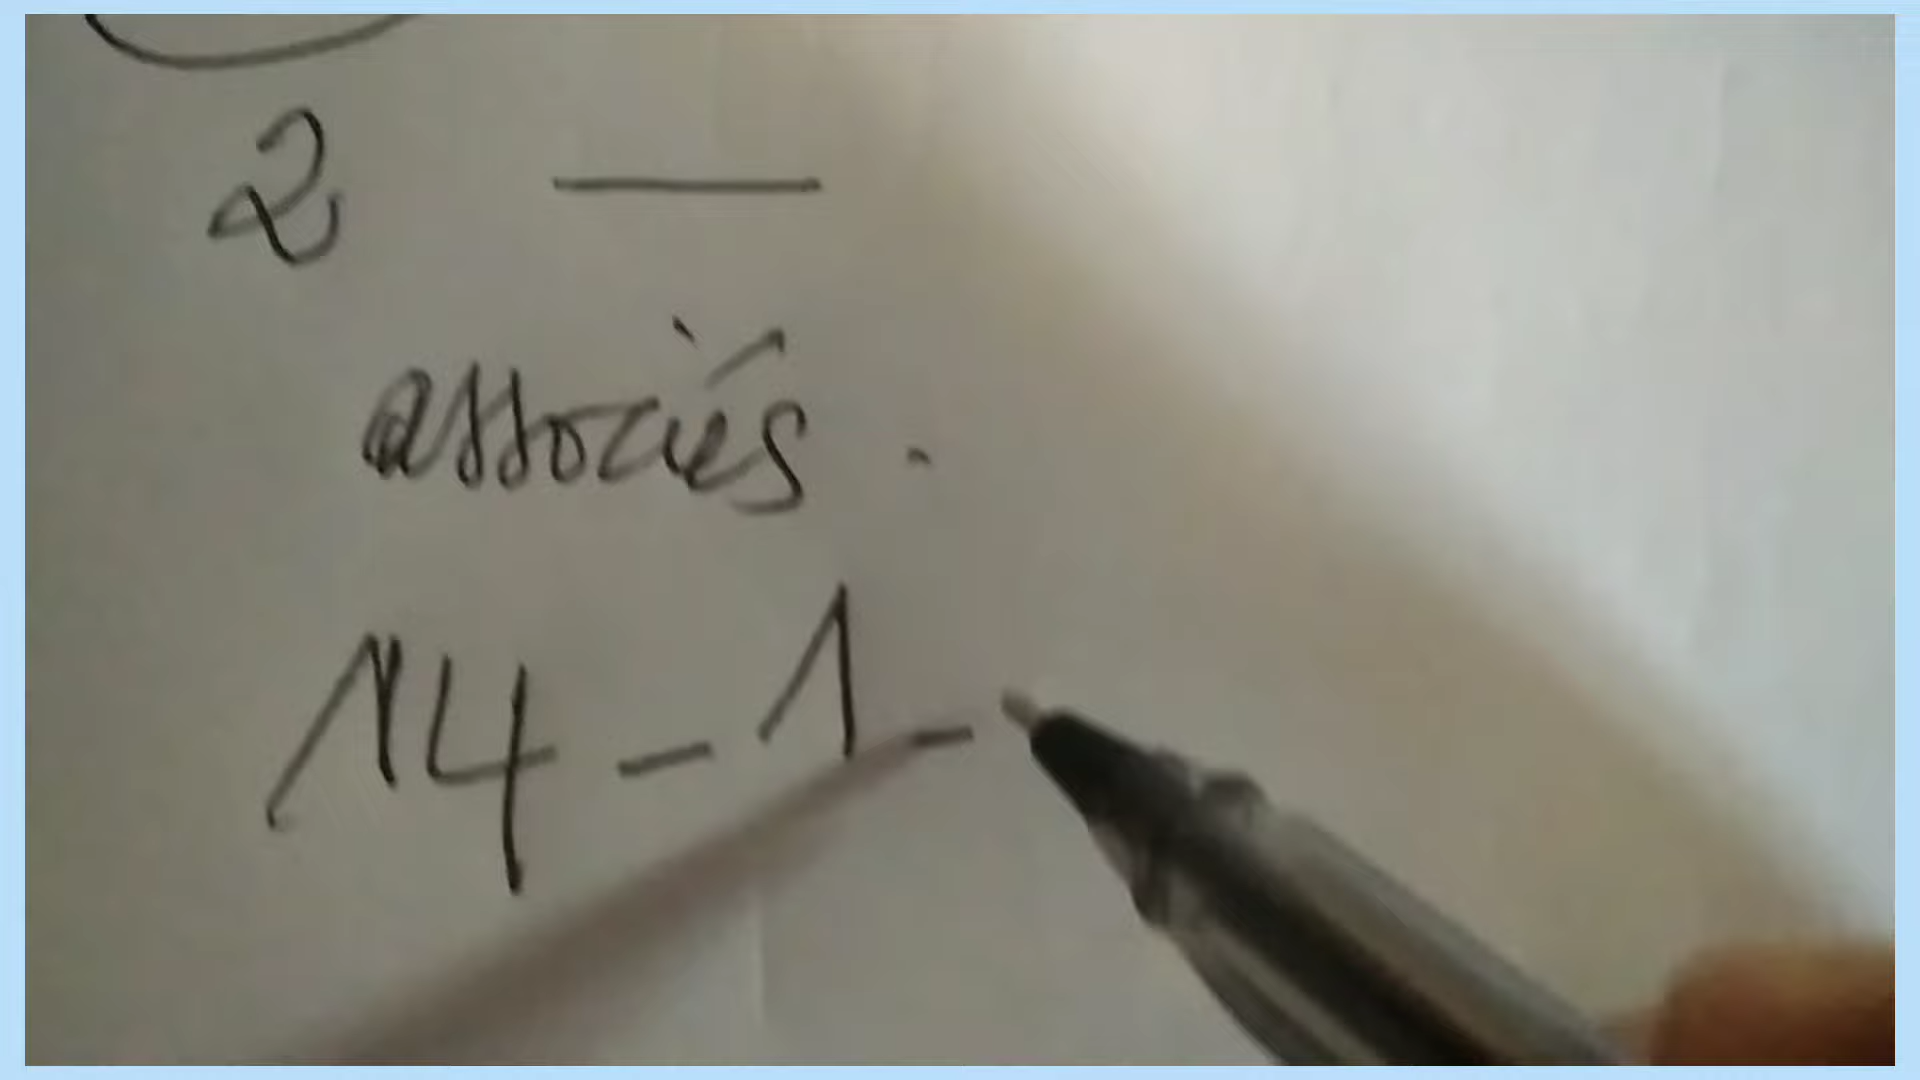 2 —
associés .
14 - 1 -